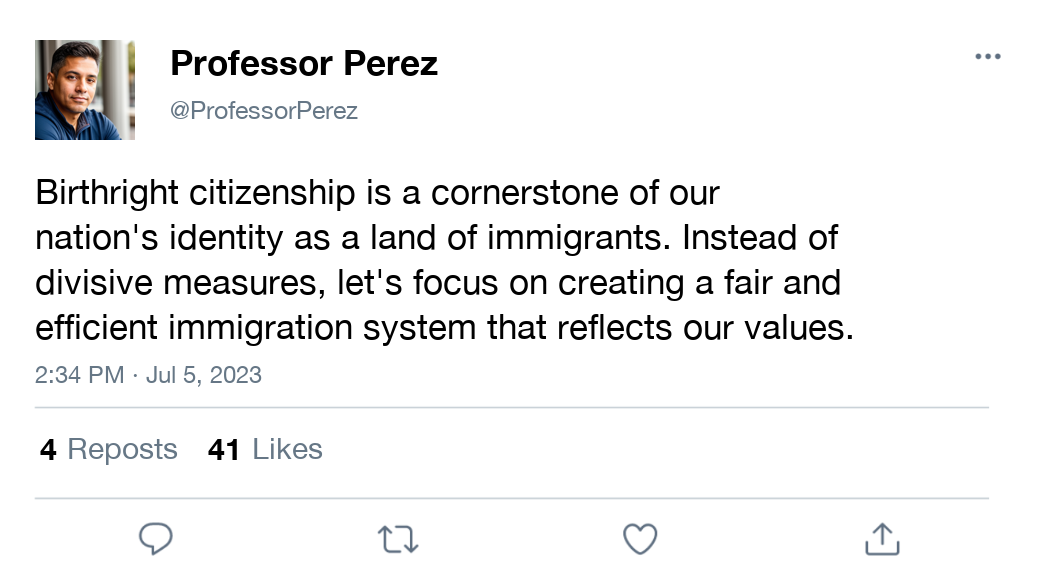 Professor Perez
@ProfessorPerez
Birthright citizenship is a cornerstone of our
nation's identity as a land of immigrants. Instead of
divisive measures, let's focus on creating a fair and
efficient immigration system that reflects our values.
2:34 PM · Jul 5, 2023
4 Reposts 41 Likes